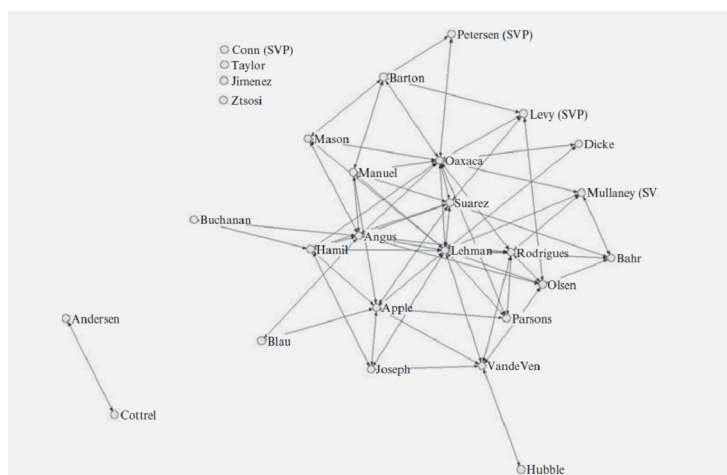 Petersen (SVP)
Conn (SVP)
Taylor
Jimenez
Ztsosi
Barton
Levy (SVP)
Mason
Dicke
Oaxaca
Manuel
Mullaney (SV
Suarez
Buchanan
Angus
Hamil
Lehman
Rodrigues
Bahr
Olsen
Apple
Parsons
Andersen
Blau
Joseph
VandeVen
Cottrel
Hubble